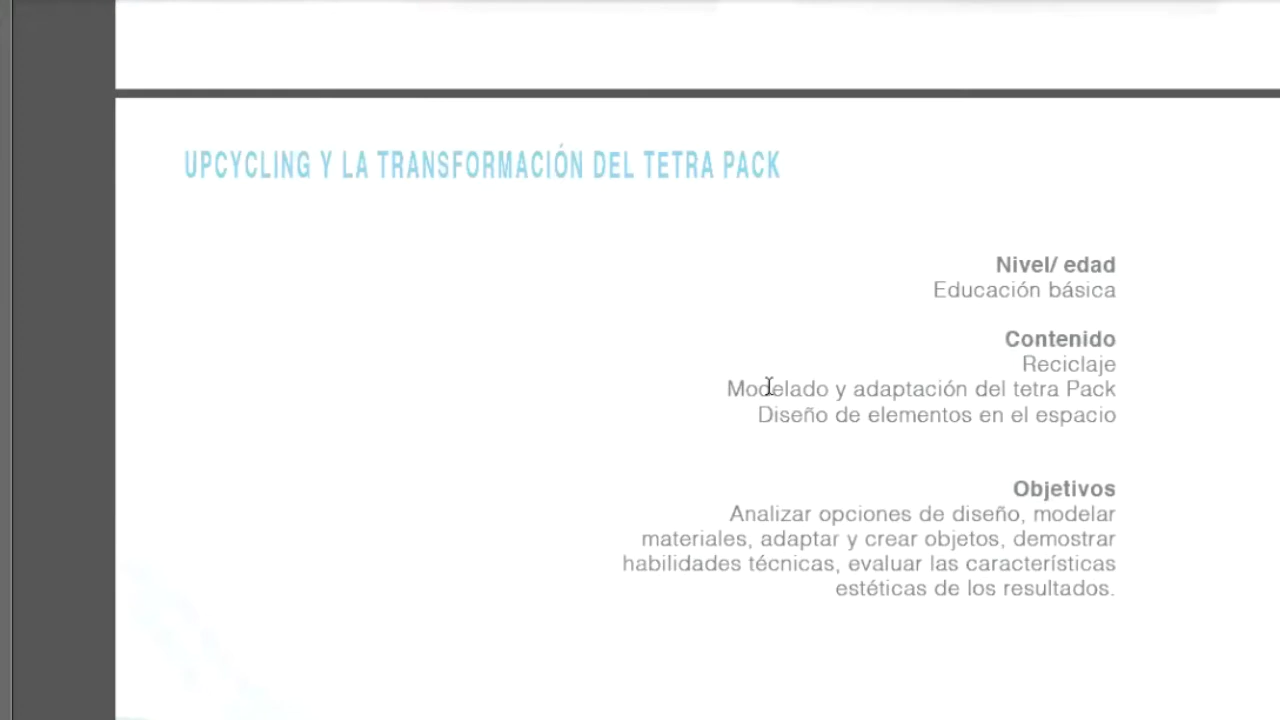 UPCYCLING Y LA TRANSFORMACIÓN DEL TETRA PACK
Nivel/ edad
Educación básica
Contenido
Reciclaje
Modelado y adaptación del tetra Pack
Diseño de elementos en el espacio
Objetivos
Analizar opciones de diseño, modelar
materiales, adaptar y crear objetos, demostrar
habilidades técnicas, evaluar las características
estéticas de los resultados.